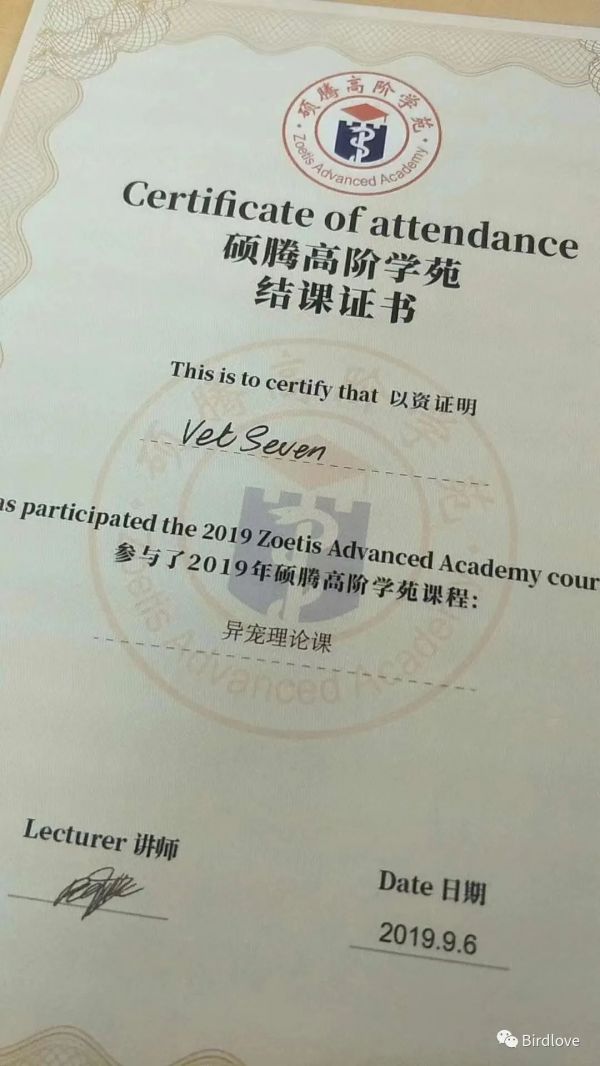 硕腾高阶学苑
Zoetis Advanced Academy
Certificate of attendance
硕腾高阶学苑
结课证书
This is to certify that 以资证明
Vet Seven
as participated the 2019 Zoetis Advanced Academy cour
参与了2019年硕腾高阶学苑课程:
异宠理论课
Lecturer 讲师
Date 日期
2019.9.6
Birdlove